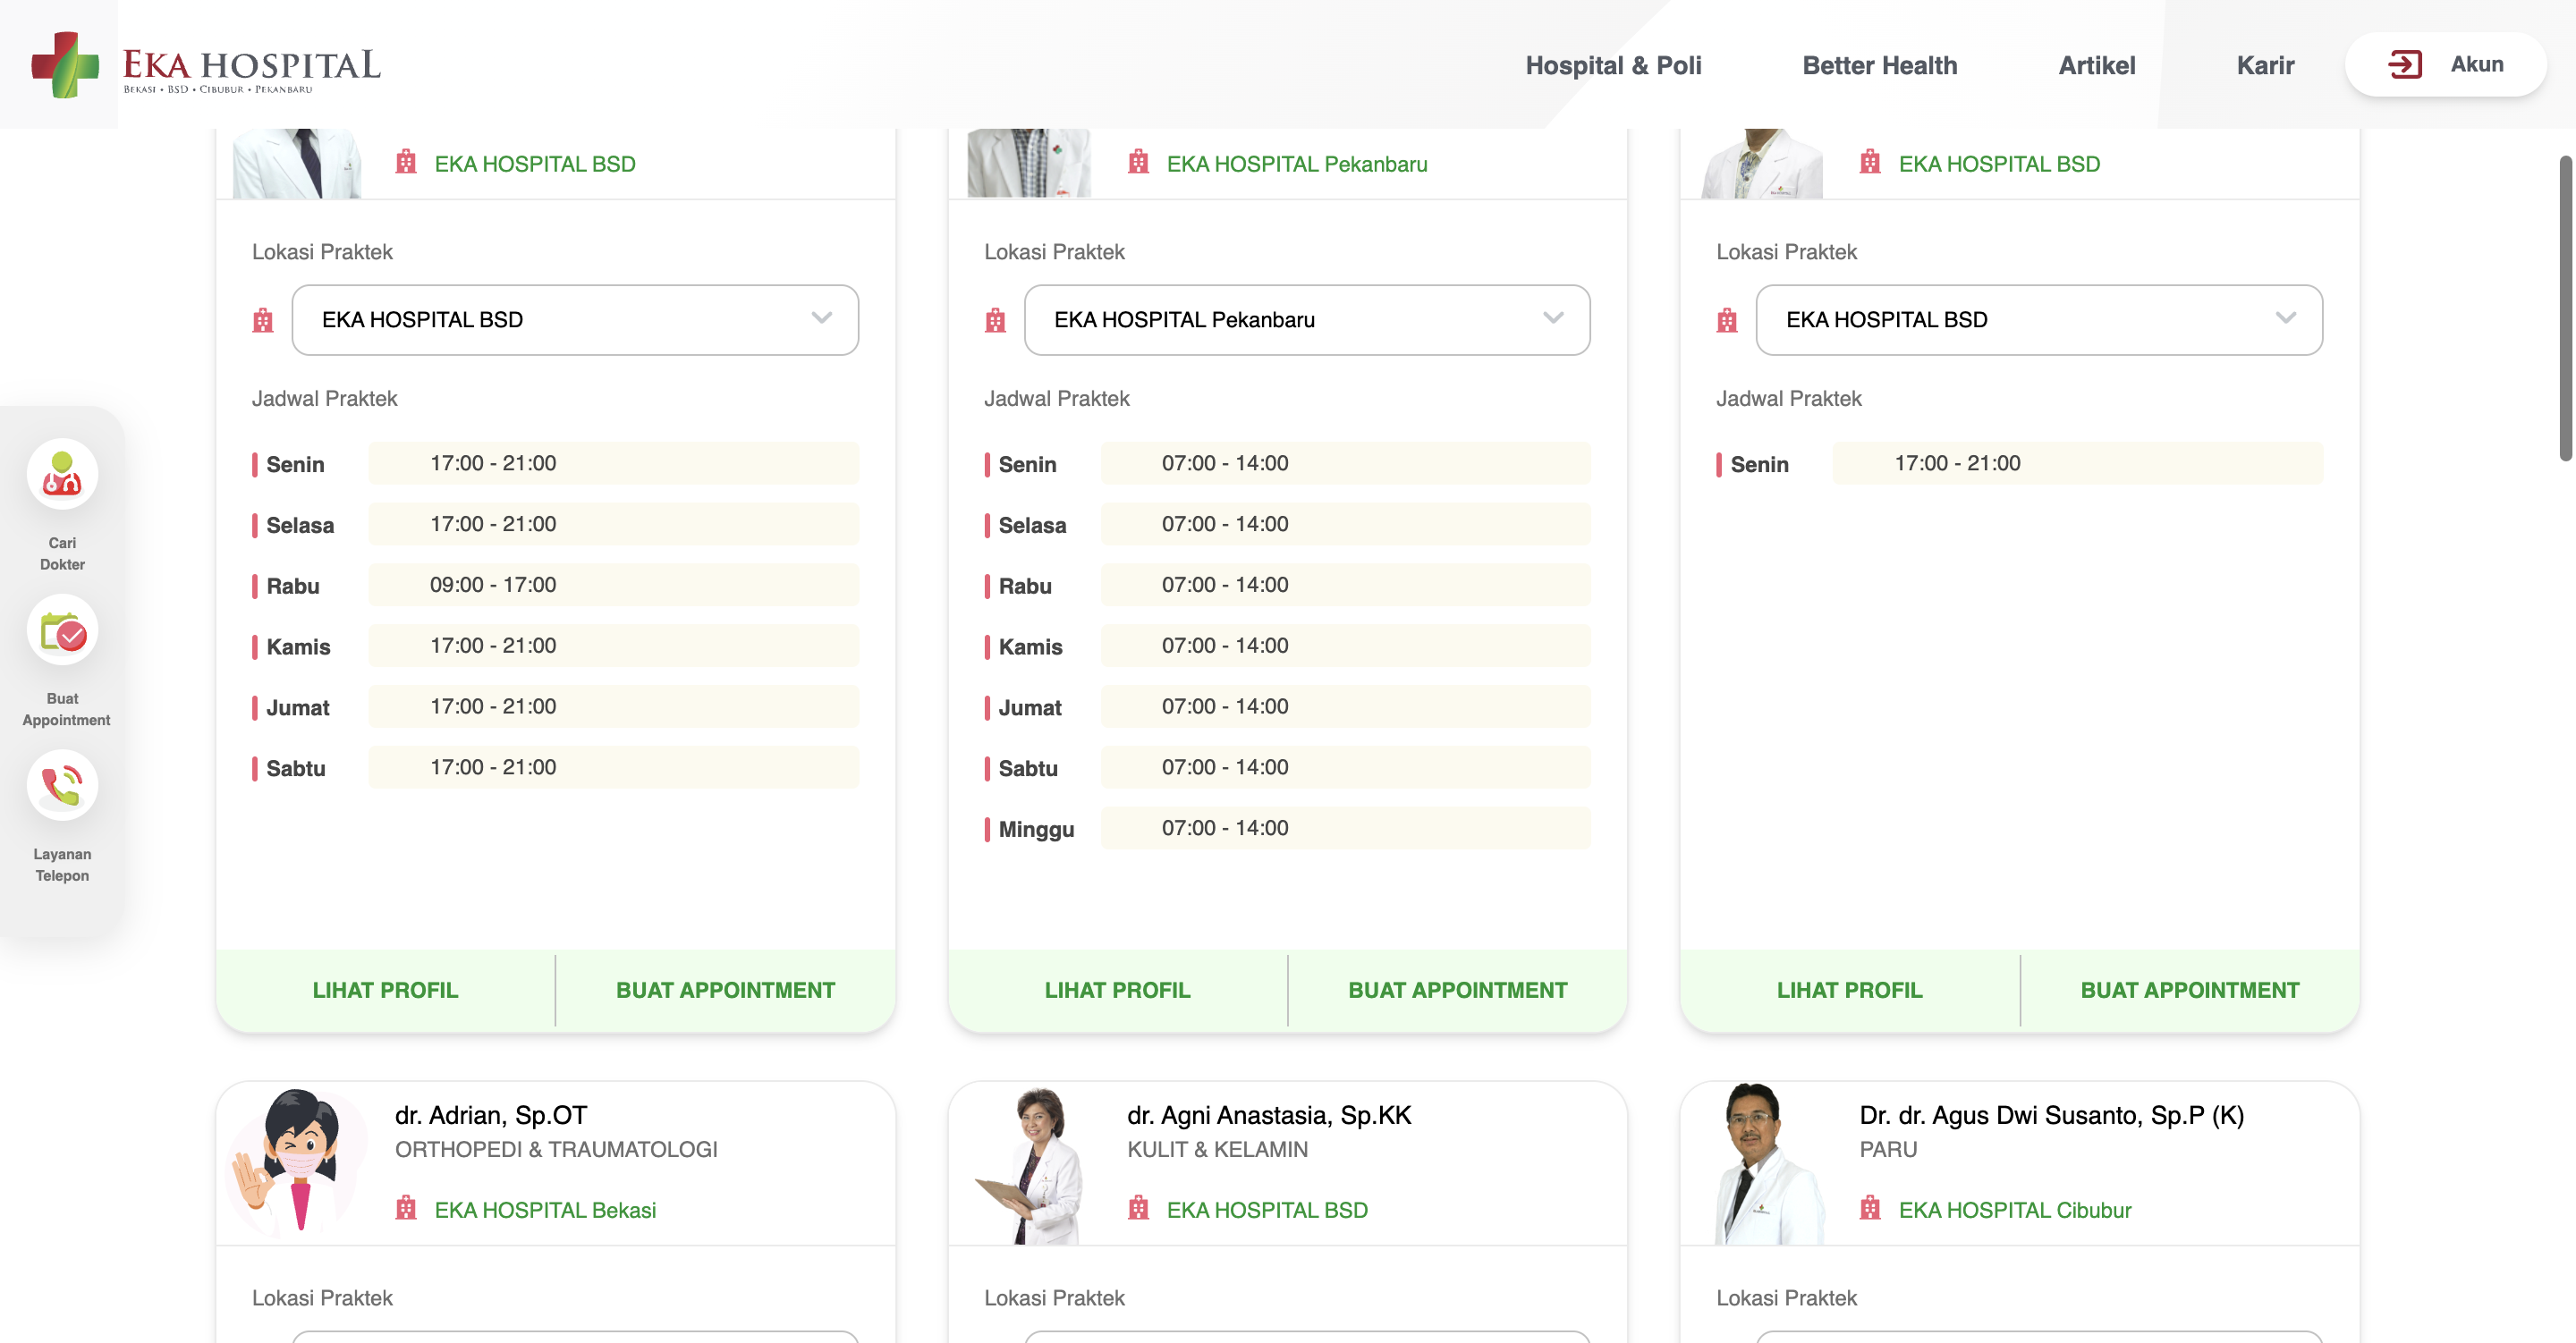 EKA HOSPITAL
BEKASI • BSD • CIBUBUR • PEKANBARU
Hospital & Poli
Better Health
Artikel
Karir
Akun
EKA HOSPITAL BSD
Lokasi Praktek
EKA HOSPITAL BSD
Jadwal Praktek
Senin 17:00 - 21:00
Selasa 17:00 - 21:00
Rabu 09:00 - 17:00
Kamis 17:00 - 21:00
Jumat 17:00 - 21:00
Sabtu 17:00 - 21:00
LIHAT PROFIL
BUAT APPOINTMENT
EKA HOSPITAL Pekanbaru
Lokasi Praktek
EKA HOSPITAL Pekanbaru
Jadwal Praktek
Senin 07:00 - 14:00
Selasa 07:00 - 14:00
Rabu 07:00 - 14:00
Kamis 07:00 - 14:00
Jumat 07:00 - 14:00
Sabtu 07:00 - 14:00
Minggu 07:00 - 14:00
LIHAT PROFIL
BUAT APPOINTMENT
EKA HOSPITAL BSD
Lokasi Praktek
EKA HOSPITAL BSD
Jadwal Praktek
Senin 17:00 - 21:00
LIHAT PROFIL
BUAT APPOINTMENT
Cari
Dokter
Buat
Appointment
Layanan
Telepon
dr. Adrian, Sp.OT
ORTHOPEDI & TRAUMATOLOGI
EKA HOSPITAL Bekasi
Lokasi Praktek
dr. Agni Anastasia, Sp.KK
KULIT & KELAMIN
EKA HOSPITAL BSD
Lokasi Praktek
Dr. dr. Agus Dwi Susanto, Sp.P (K)
PARU
EKA HOSPITAL Cibubur
Lokasi Praktek